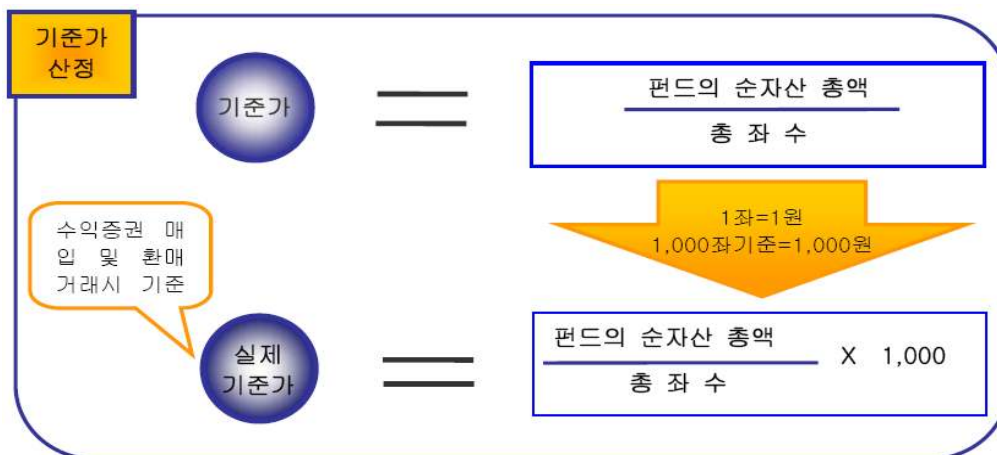 기준가
산정
기준가
펀드의 순자산 총액
총 좌 수
1좌=1원
1,000좌기준=1,000원
수익증권 매
입 및 환매
거래시 기준
실제
기준가
펀드의 순자산 총액
총 좌 수
X 1,000